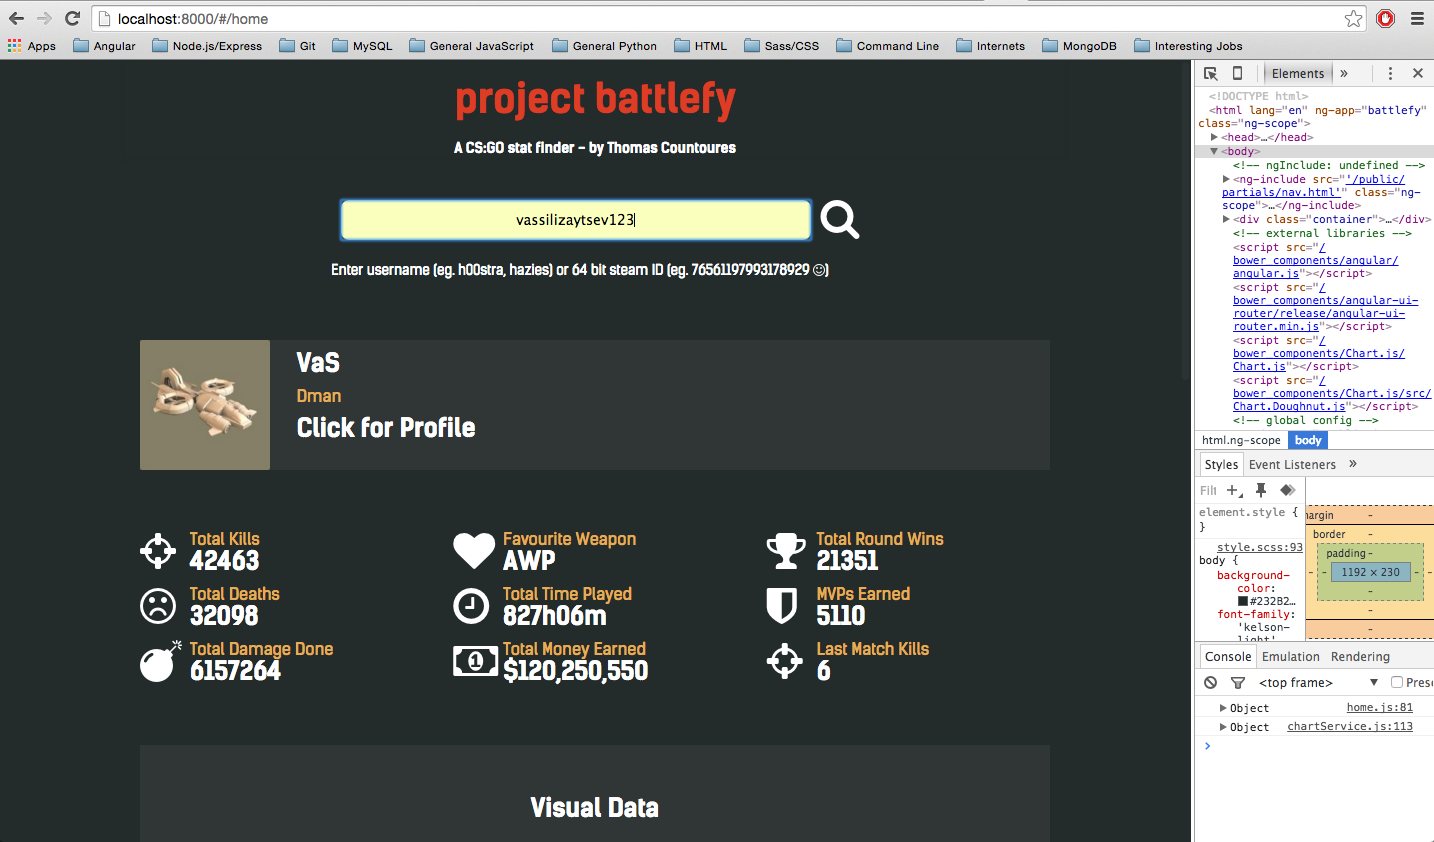 localhost:8000/#/home
Apps Angular Node.js/Express Git MySQL General JavaScript General Python HTML Sass/CSS Command Line Internets MongoDB Interesting Jobs
project battlefy
A CS:GO stat finder - by Thomas Countoures
vassilizaytsev123
Enter username (eg. h00stra, hazies) or 64 bit steam ID (eg. 76561197993178929 ☺)
VaS
Dman
Click for Profile
Total Kills
42463
Favourite Weapon
AWP
Total Round Wins
21351
Total Deaths
32098
Total Time Played
827h06m
MVPs Earned
5110
Total Damage Done
6157264
Total Money Earned
$120,250,550
Last Match Kills
6
Visual Data
Elements »
<!DOCTYPE html>
<html lang="en" ng-app="battlefy"
class="ng-scope">
<head>…</head>
<body>
<!-- ngInclude: undefined -->
<ng-include src="'/public/
partials/nav.html'" class="ng-
scope">…</ng-include>
<div class="container">…</div>
<!-- external libraries -->
<script src="/
bower_components/angular/
angular.js"></script>
<script src="/
bower_components/angular-ui-
router/release/angular-ui-
router.min.js"></script>
<script src="/
bower_components/Chart.js/
Chart.js"></script>
<script src="/
bower_components/Chart.js/src/
Chart.Doughnut.js"></script>
<!-- global config -->
html.ng-scope body
Styles Event Listeners »
Filt
element.style {
}
style.scss:93
body {
background-
color:
#232B2…
font-family:
'kelson-
light'
margin -
border -
padding -
- - - 1192 × 230 - - -
-
-
-
Console Emulation Rendering
<top frame> ▼ Prese
Object home.js:81
Object chartService.js:113
>